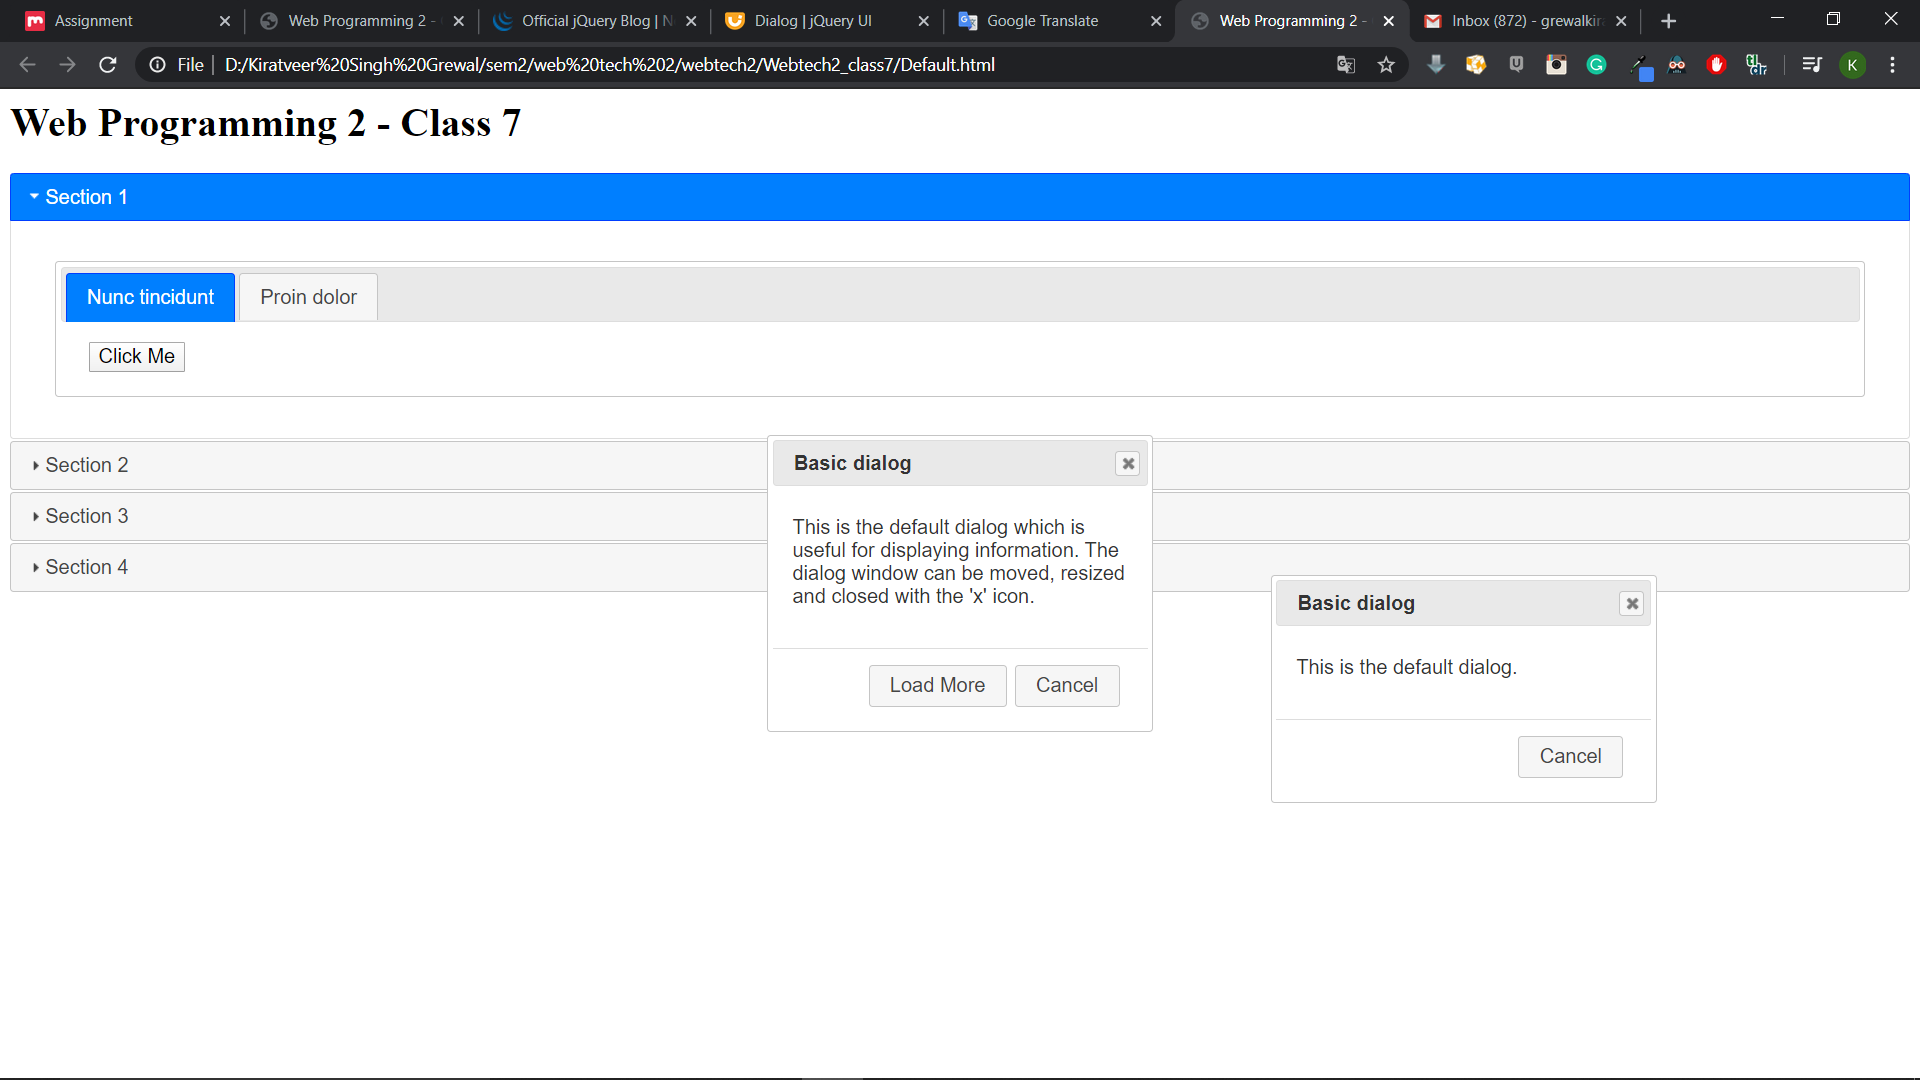 Assignment
Web Programming 2 -
Official jQuery Blog | N
Dialog | jQuery UI
Google Translate
Web Programming 2 -
Inbox (872) - grewalkira
File
D:/Kiratveer%20Singh%20Grewal/sem2/web%20tech%202/webtech2/Webtech2_class7/Default.html
K
Web Programming 2 - Class 7
Section 1
Nunc tincidunt
Proin dolor
Click Me
Section 2
Section 3
Section 4
Basic dialog
This is the default dialog which is
useful for displaying information. The
dialog window can be moved, resized
and closed with the 'x' icon.
Load More
Cancel
Basic dialog
This is the default dialog.
Cancel